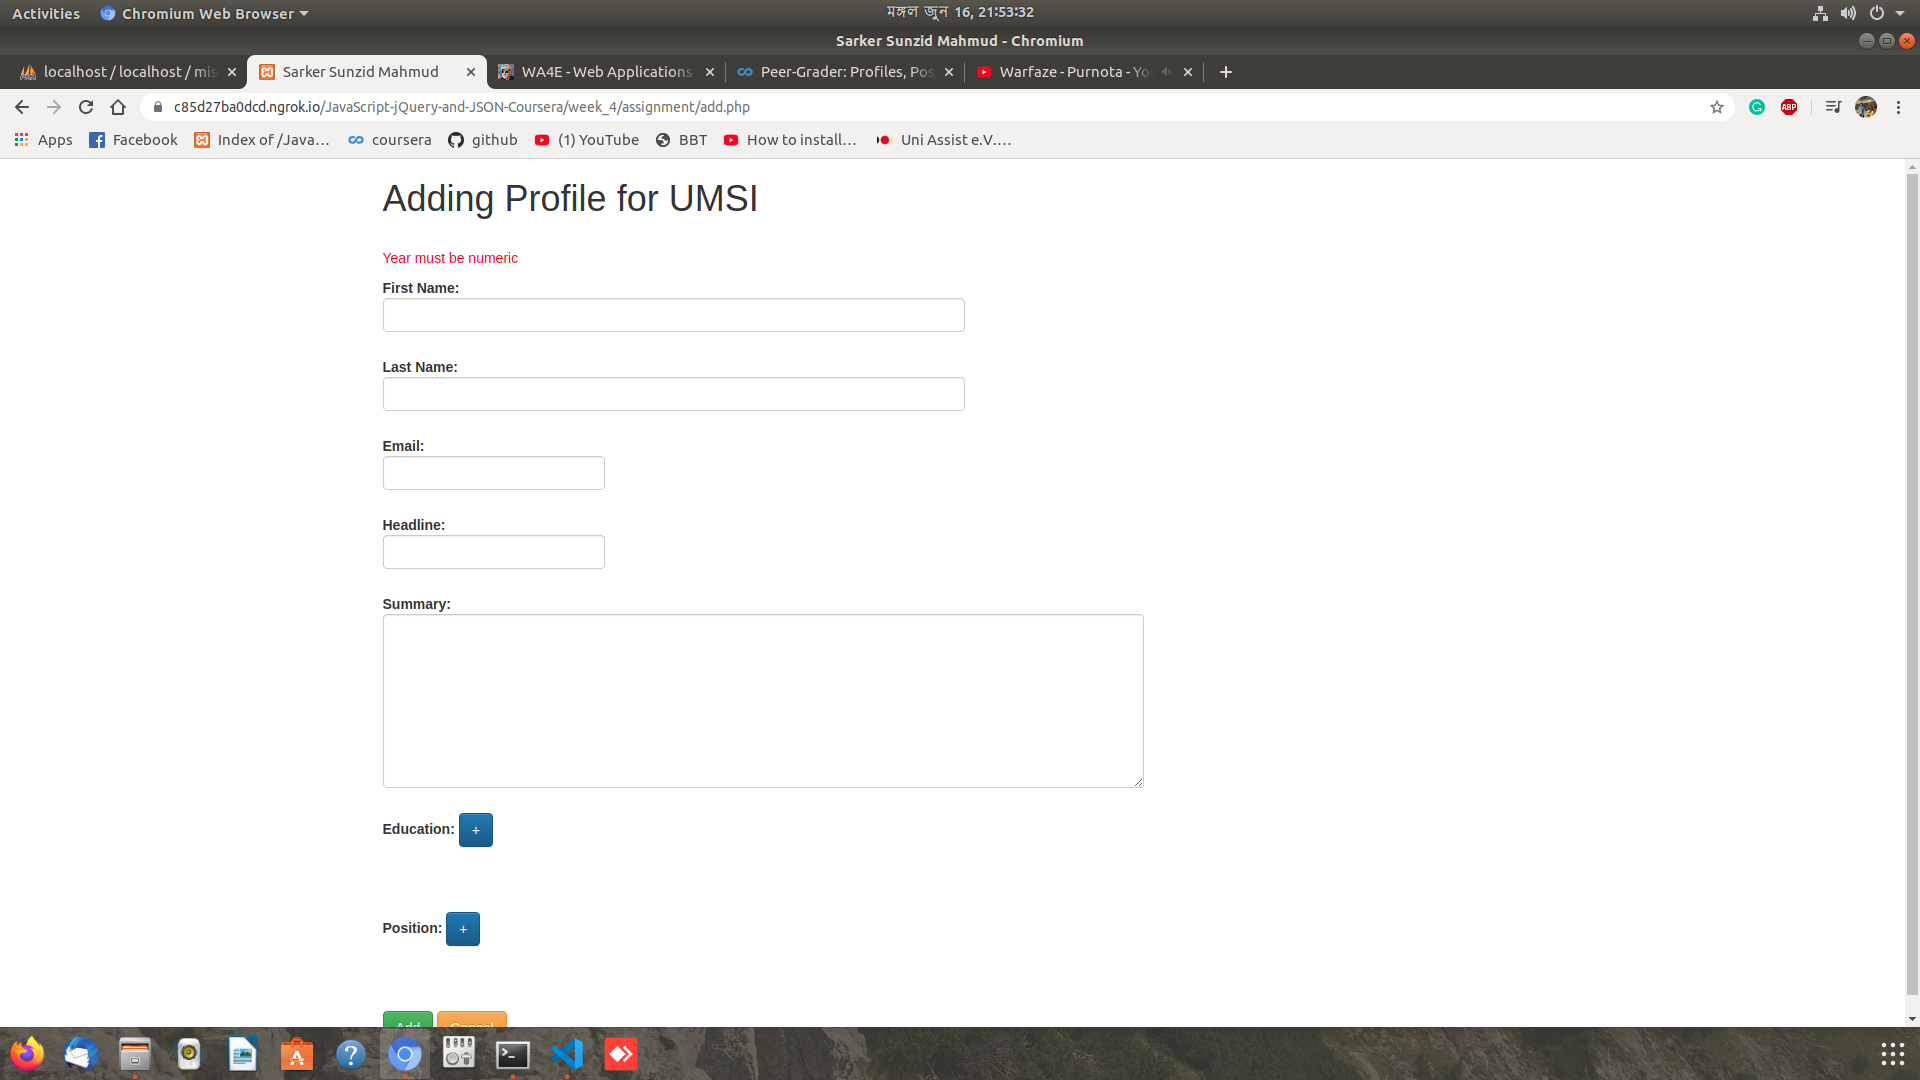 Activities
Chromium Web Browser
মঙ্গল জুন 16, 21:53:32
Sarker Sunzid Mahmud - Chromium
localhost / localhost / mis
Sarker Sunzid Mahmud
WA4E - Web Applications
Peer-Grader: Profiles, Pos
Warfaze - Purnota - Yo
c85d27ba0dcd.ngrok.io/JavaScript-jQuery-and-JSON-Coursera/week_4/assignment/add.php
ABP
Apps
Facebook
Index of /Java…
coursera
github
(1) YouTube
BBT
How to install…
Uni Assist e.V.…
Adding Profile for UMSI
Year must be numeric
First Name:
Last Name:
Email:
Headline:
Summary:
Education: +
Position: +
Add Cancel